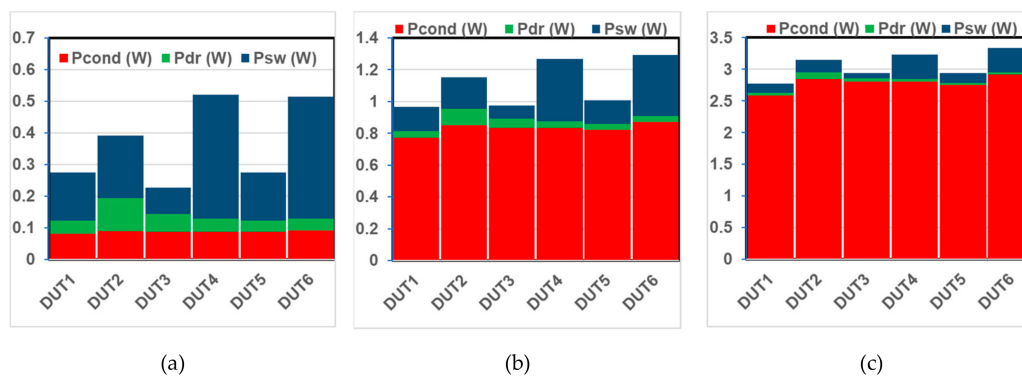 0.7
Pcond (W) Pdr (W) Psw (W)
0.6
0.5
0.4
0.3
0.2
0.1
0
DUT1 DUT2 DUT3 DUT4 DUT5 DUT6
(a)
1.4
Pcond (W) Pdr (W) Psw (W)
1.2
1
0.8
0.6
0.4
0.2
0
DUT1 DUT2 DUT3 DUT4 DUT5 DUT6
(b)
3.5
Pcond (W) Pdr (W) Psw (W)
3
2.5
2
1.5
1
0.5
0
DUT1 DUT2 DUT3 DUT4 DUT5 DUT6
(c)